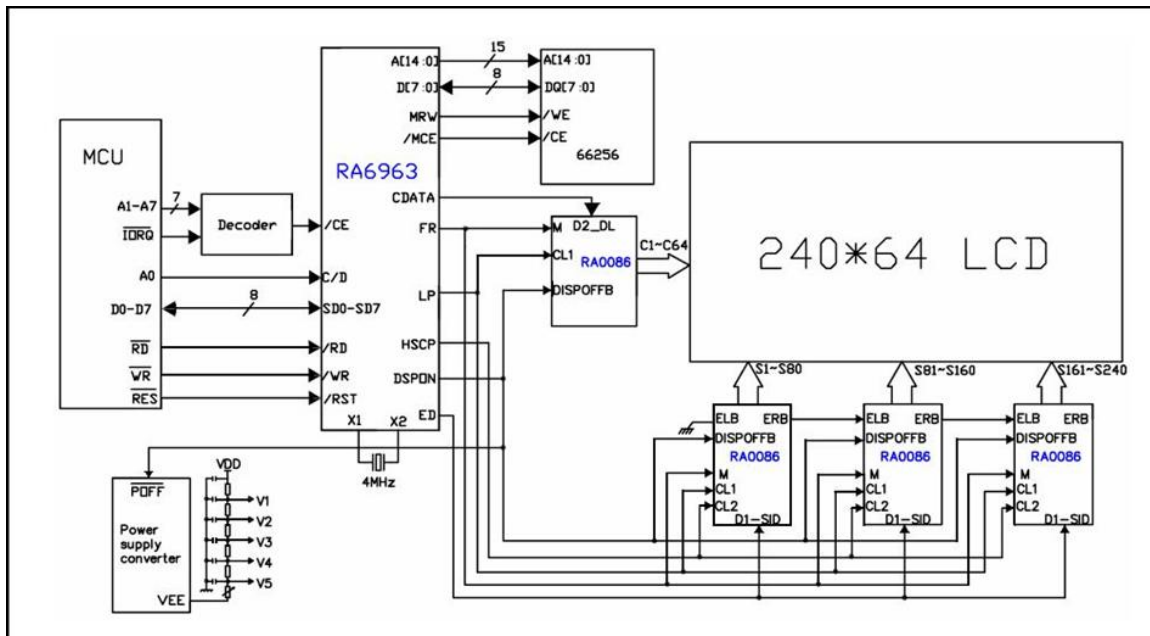 MCU
A1-A7
7
IORQ
A0
D0-D7
8
RD
WR
RES
Decoder
RA6963
/CE
C/D
SD0-SD7
/RD
/WR
/RST
X1
X2
4MHz
A[14:0]
D[7:0]
MRW
/MCE
CDATA
FR
LP
HSCP
DSPON
ED
15
8
A[14:0]
DQ[7:0]
/WE
/CE
66256
D2_DL
M
CL1
RA0086
DISPOFFB
C1~C64
240*64 LCD
S1~S80
S81~S160
S161~S240
ELB
ERB
DISPOFFB
RA0086
M
CL1
CL2
D1-SID
ELB
ERB
DISPOFFB
RA0086
M
CL1
CL2
D1-SID
ELB
ERB
DISPOFFB
RA0086
M
CL1
CL2
D1-SID
POFF
Power
supply
converter
VEE
VDD
V1
V2
V3
V4
V5